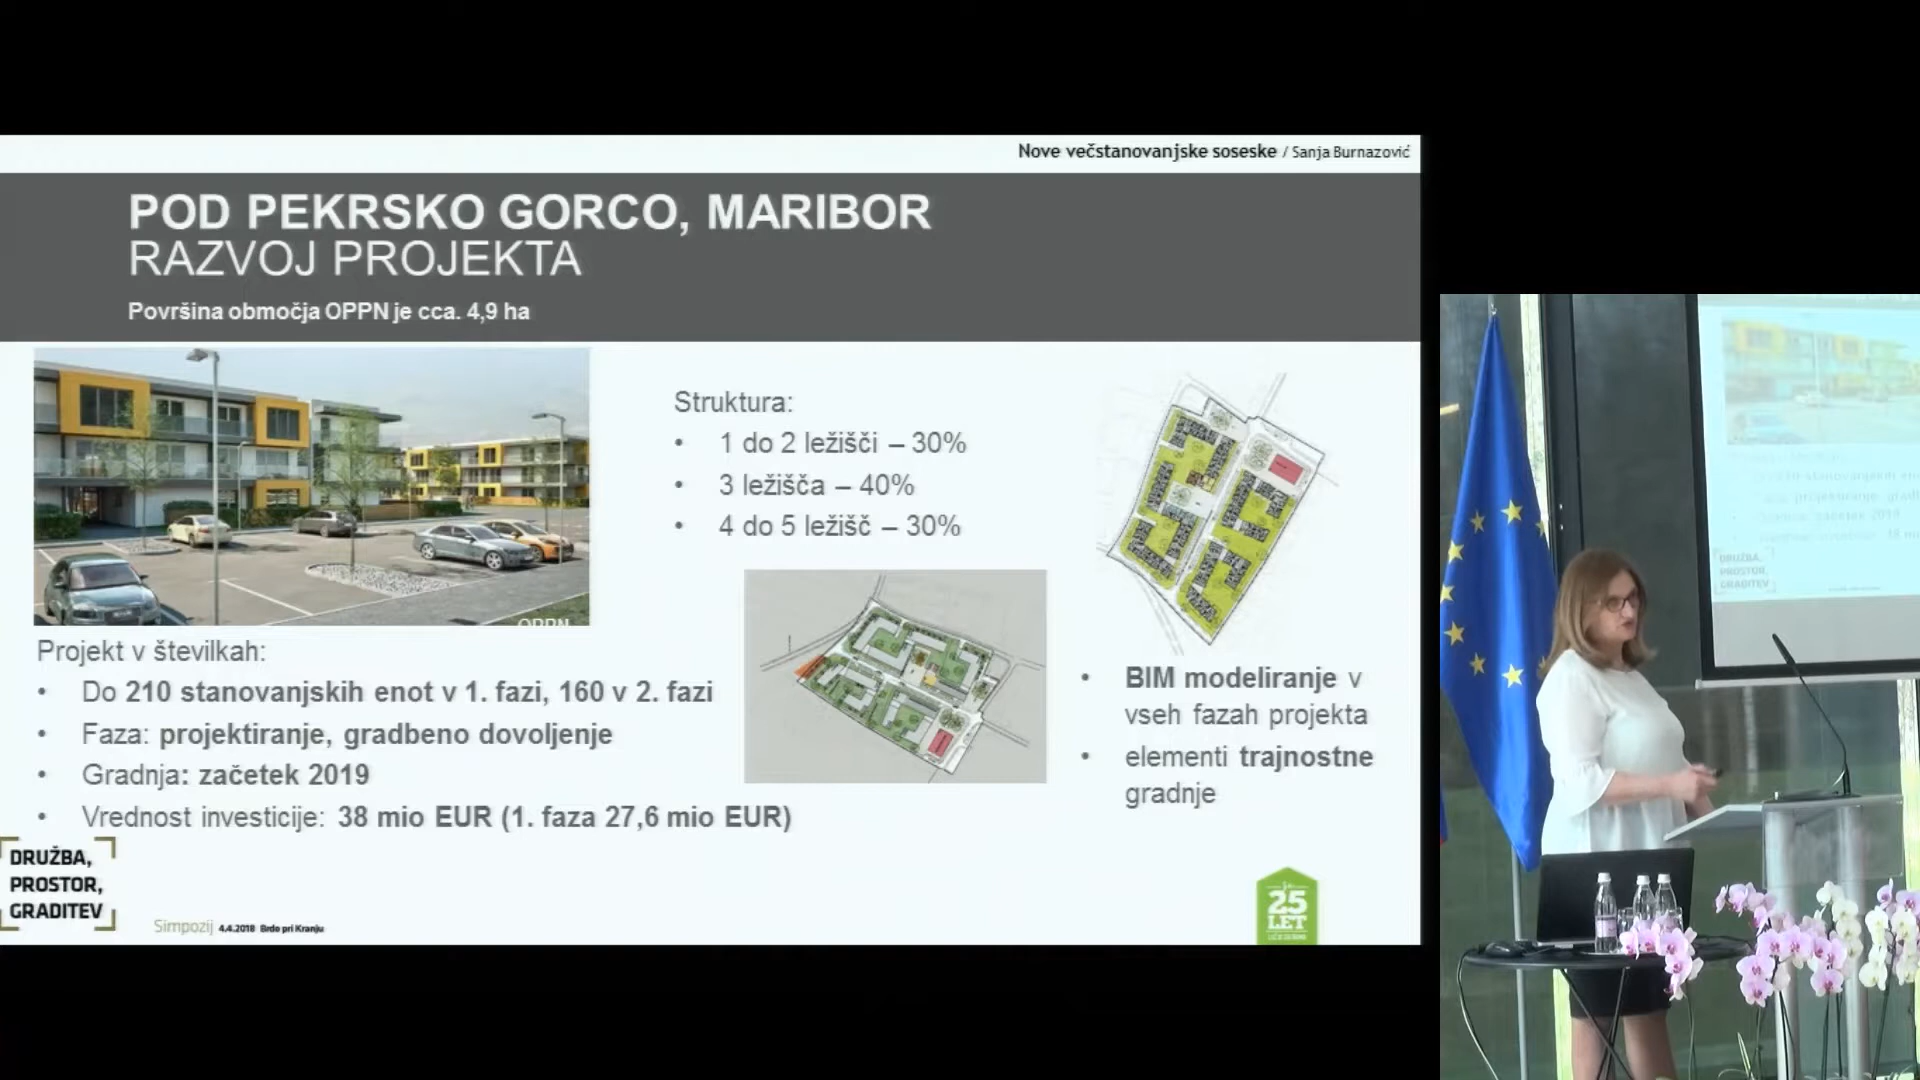 Nove večstanovanjske soseske / Sanja Burnazović
POD PEKRSKO GORCO, MARIBOR
RAZVOJ PROJEKTA
Površina območja OPPN je cca. 4,9 ha
OPPN
Struktura:
• 1 do 2 ležišči – 30%
• 3 ležišča – 40%
• 4 do 5 ležišč – 30%
Projekt v številkah:
• Do 210 stanovanjskih enot v 1. fazi, 160 v 2. fazi
• Faza: projektiranje, gradbeno dovoljenje
• Gradnja: začetek 2019
• Vrednost investicije: 38 mio EUR (1. faza 27,6 mio EUR)
• BIM modeliranje v
vseh fazah projekta
• elementi trajnostne
gradnje
DRUŽBA,
PROSTOR,
GRADITEV
Simpozij 4.4.2018 Brdo pri Kranju
25
LET
DRUŽBA,
PROSTOR,
GRADITEV